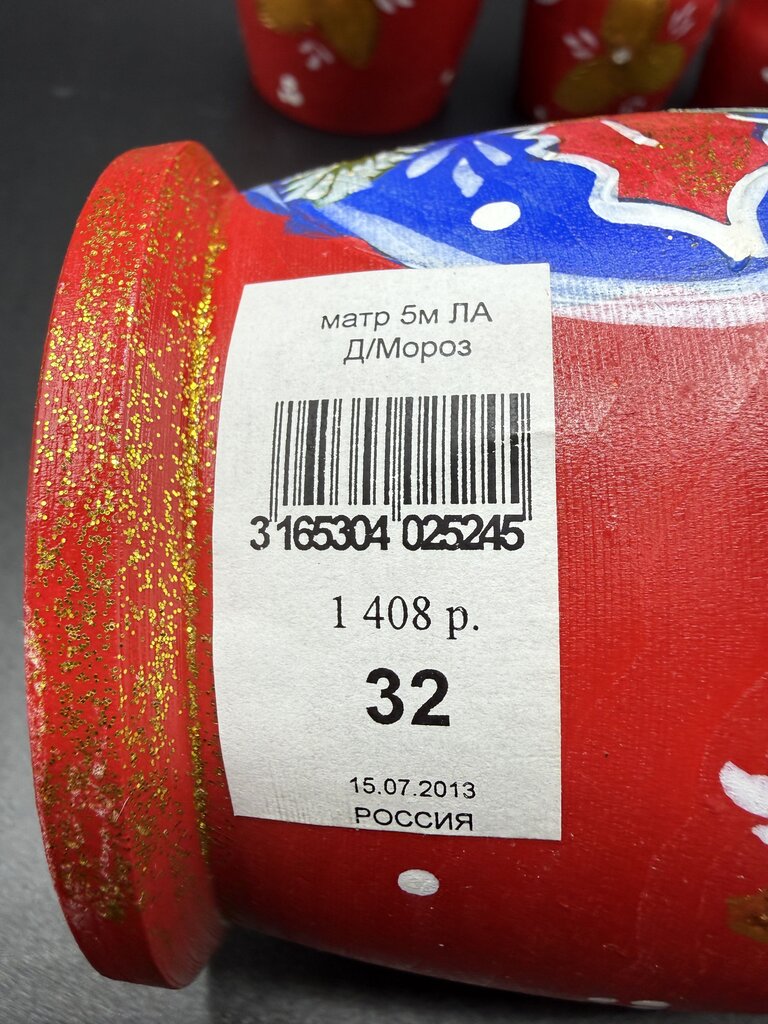 матр 5м ЛА
Д/Мороз
3 165304 025245
1 408 р.
32
15.07.2013
РОССИЯ